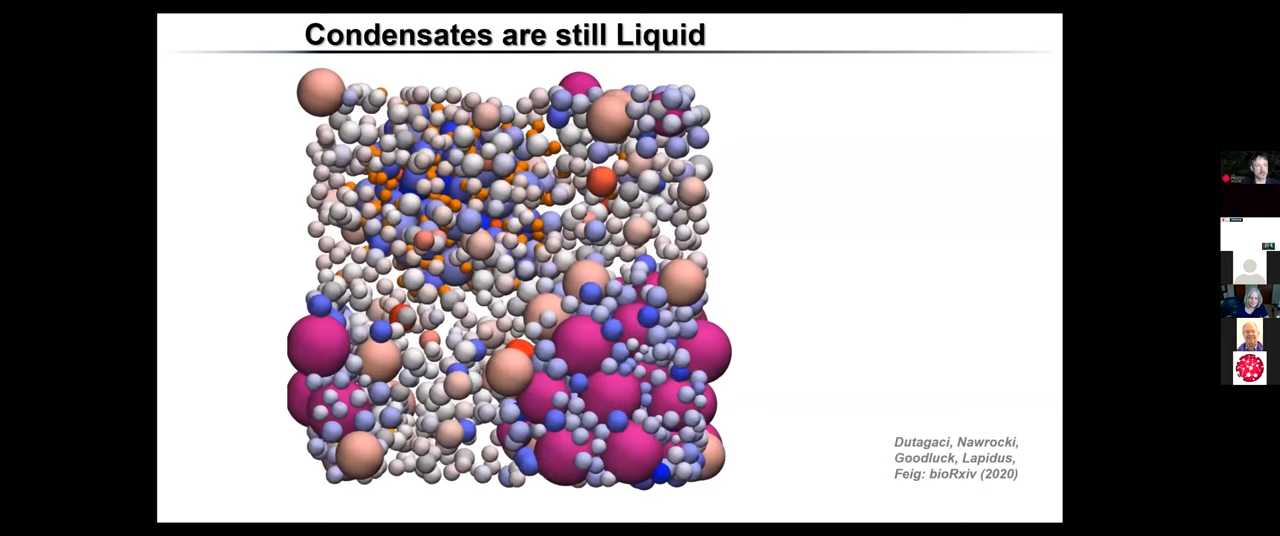 Condensates are still Liquid
Dutagaci, Nawrocki,
Goodluck, Lapidus,
Feig: bioRxiv (2020)